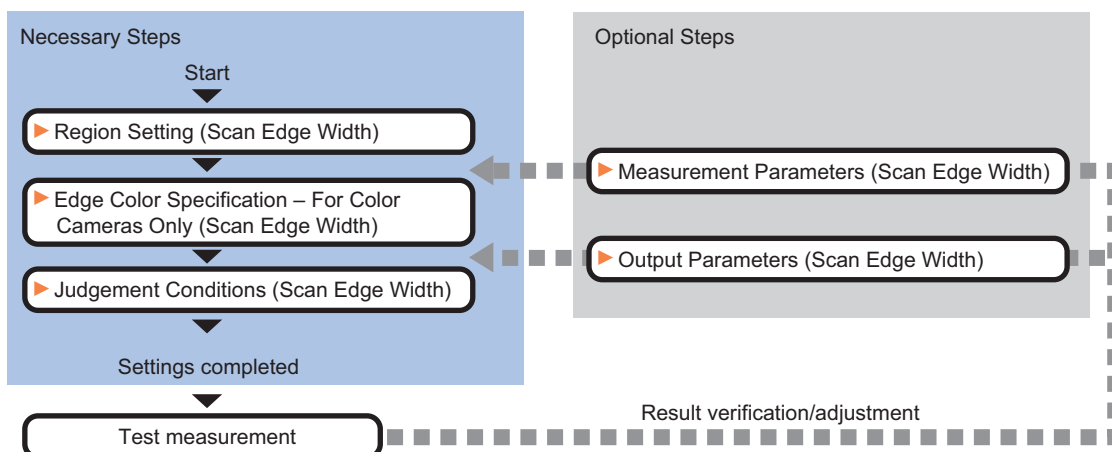 Necessary Steps
Start
Region Setting (Scan Edge Width)
Edge Color Specification – For Color
Cameras Only (Scan Edge Width)
Judgement Conditions (Scan Edge Width)
Settings completed
Test measurement
Optional Steps
Measurement Parameters (Scan Edge Width)
Output Parameters (Scan Edge Width)
Result verification/adjustment